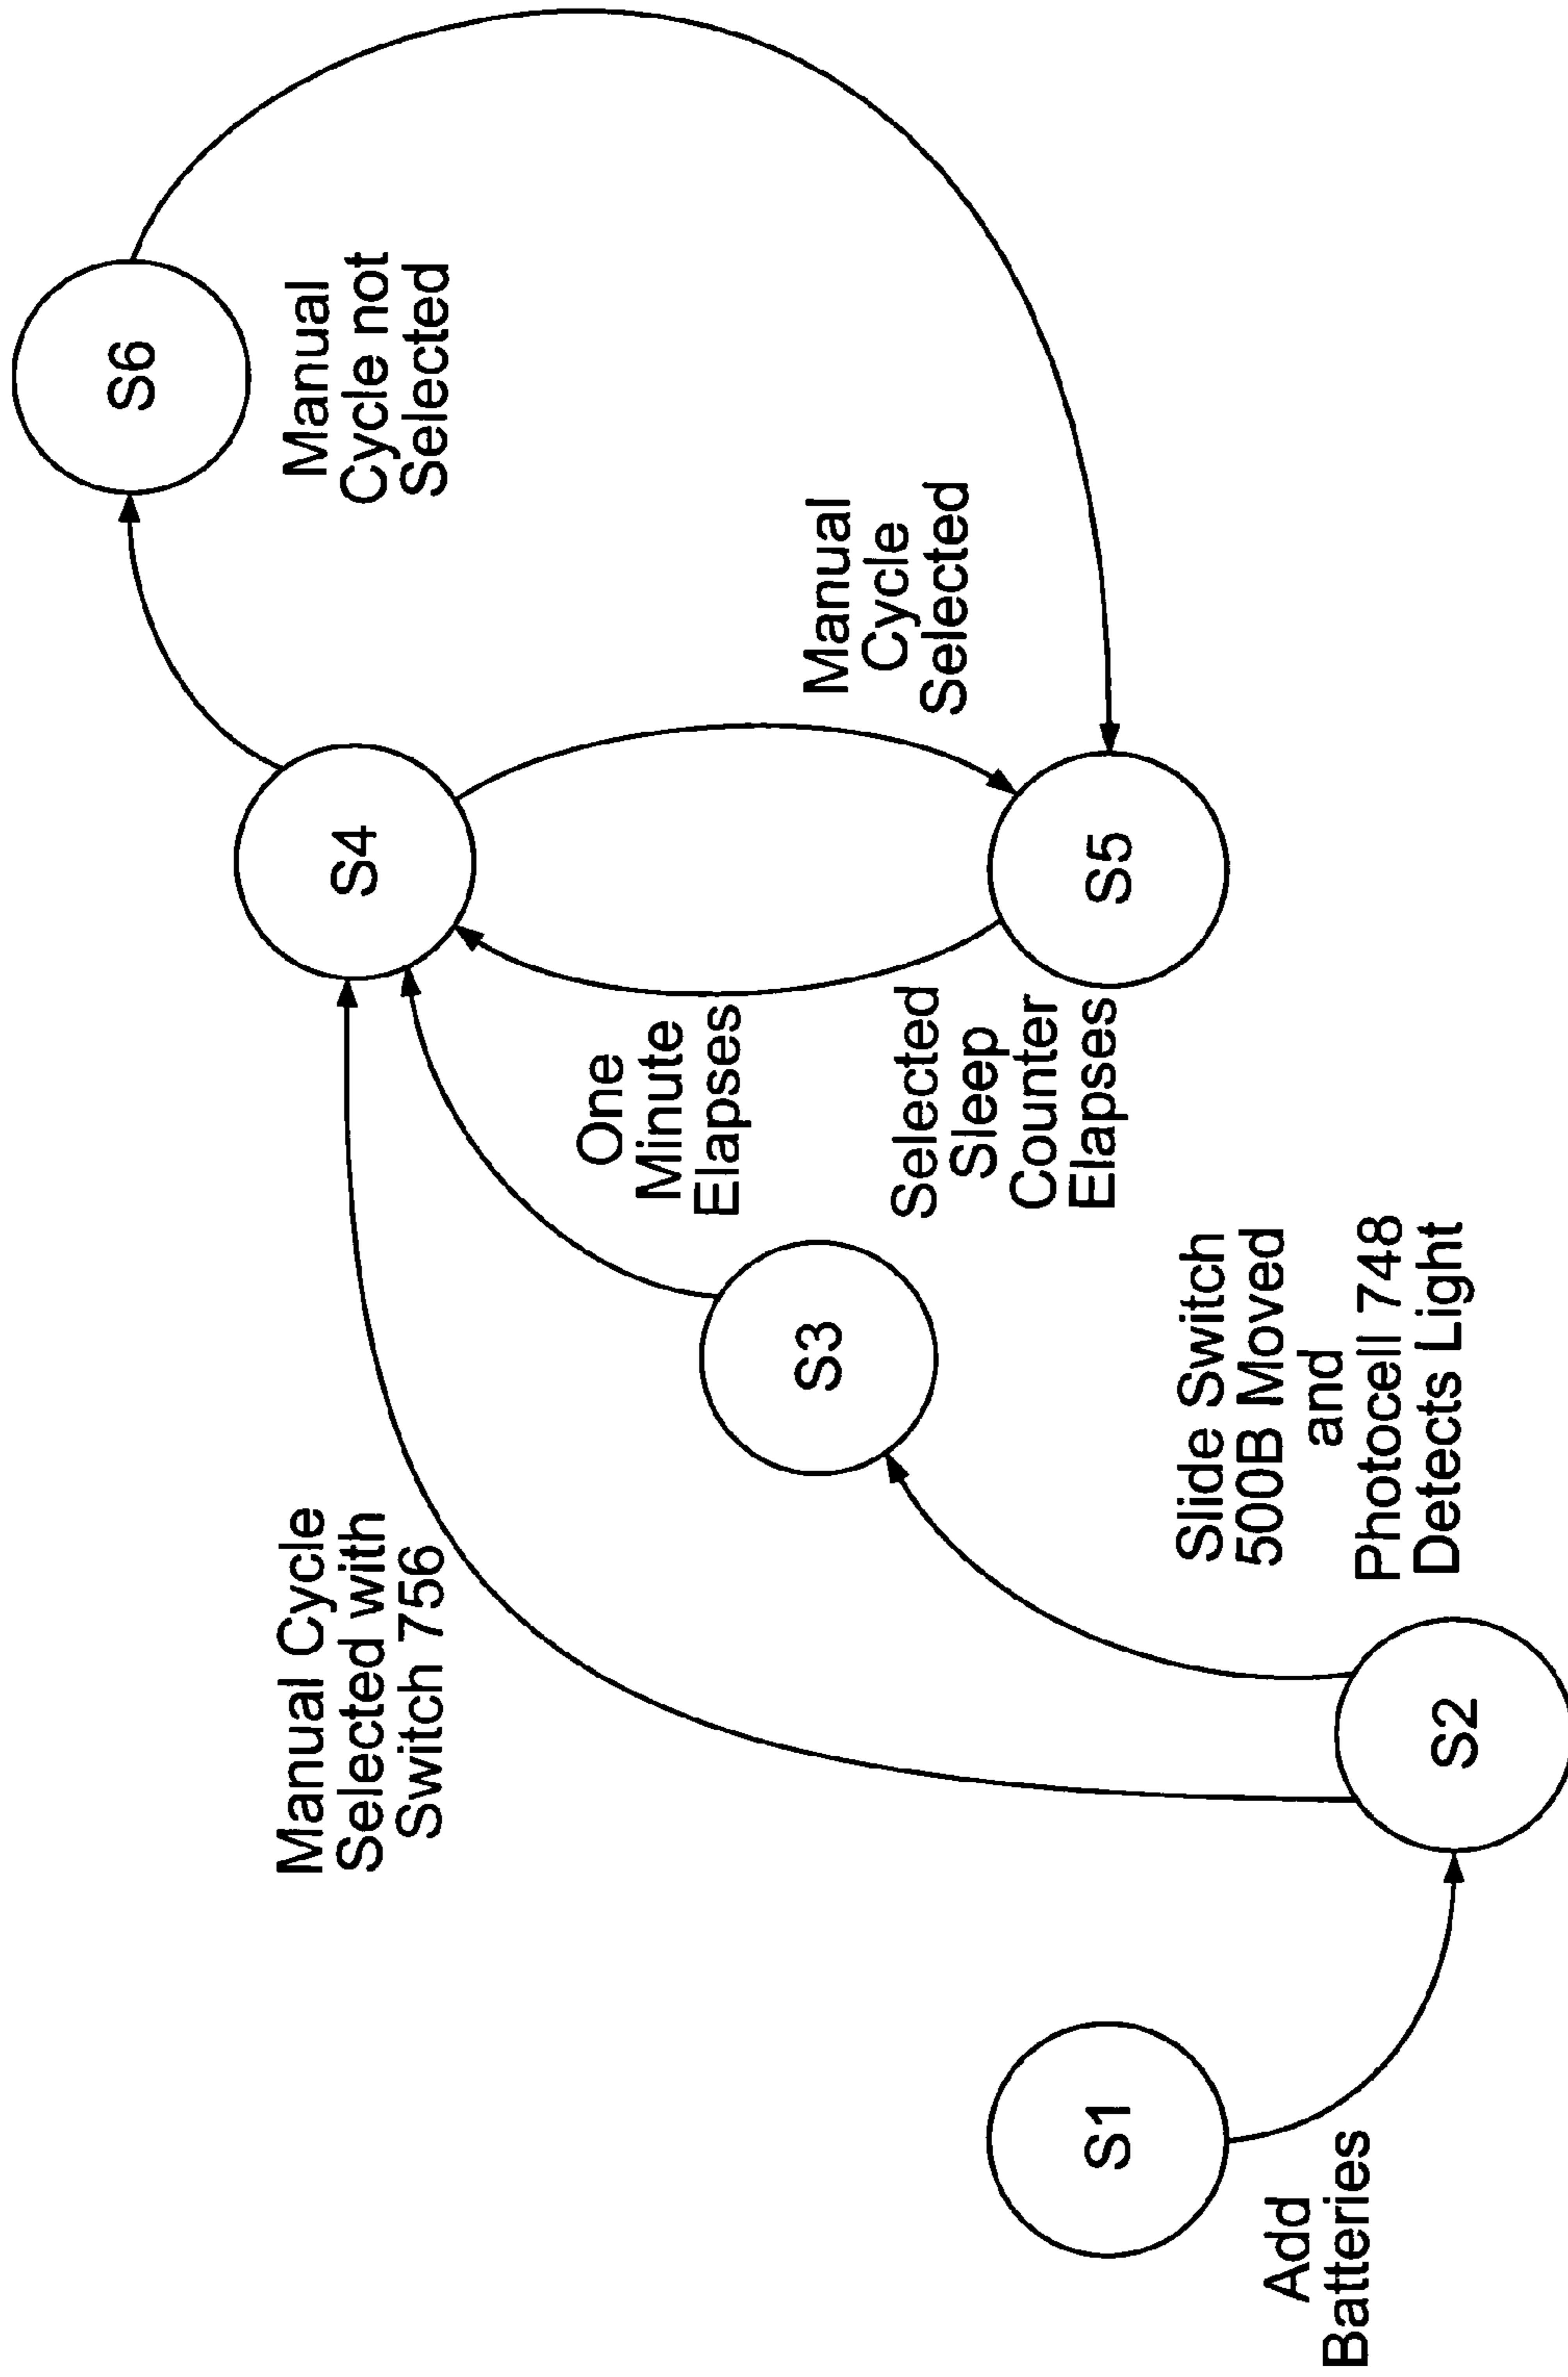 Add
Batteries
S1
S2
Manual Cycle
Selected with
Switch 756
Slide Switch
500B Moved
and
Photocell 748
Detects Light
S3
One
Minute
Elapses
Selected
Sleep
Counter
Elapses
S4
S5
Manual
Cycle
Selected
Manual
Cycle not
Selected
S6